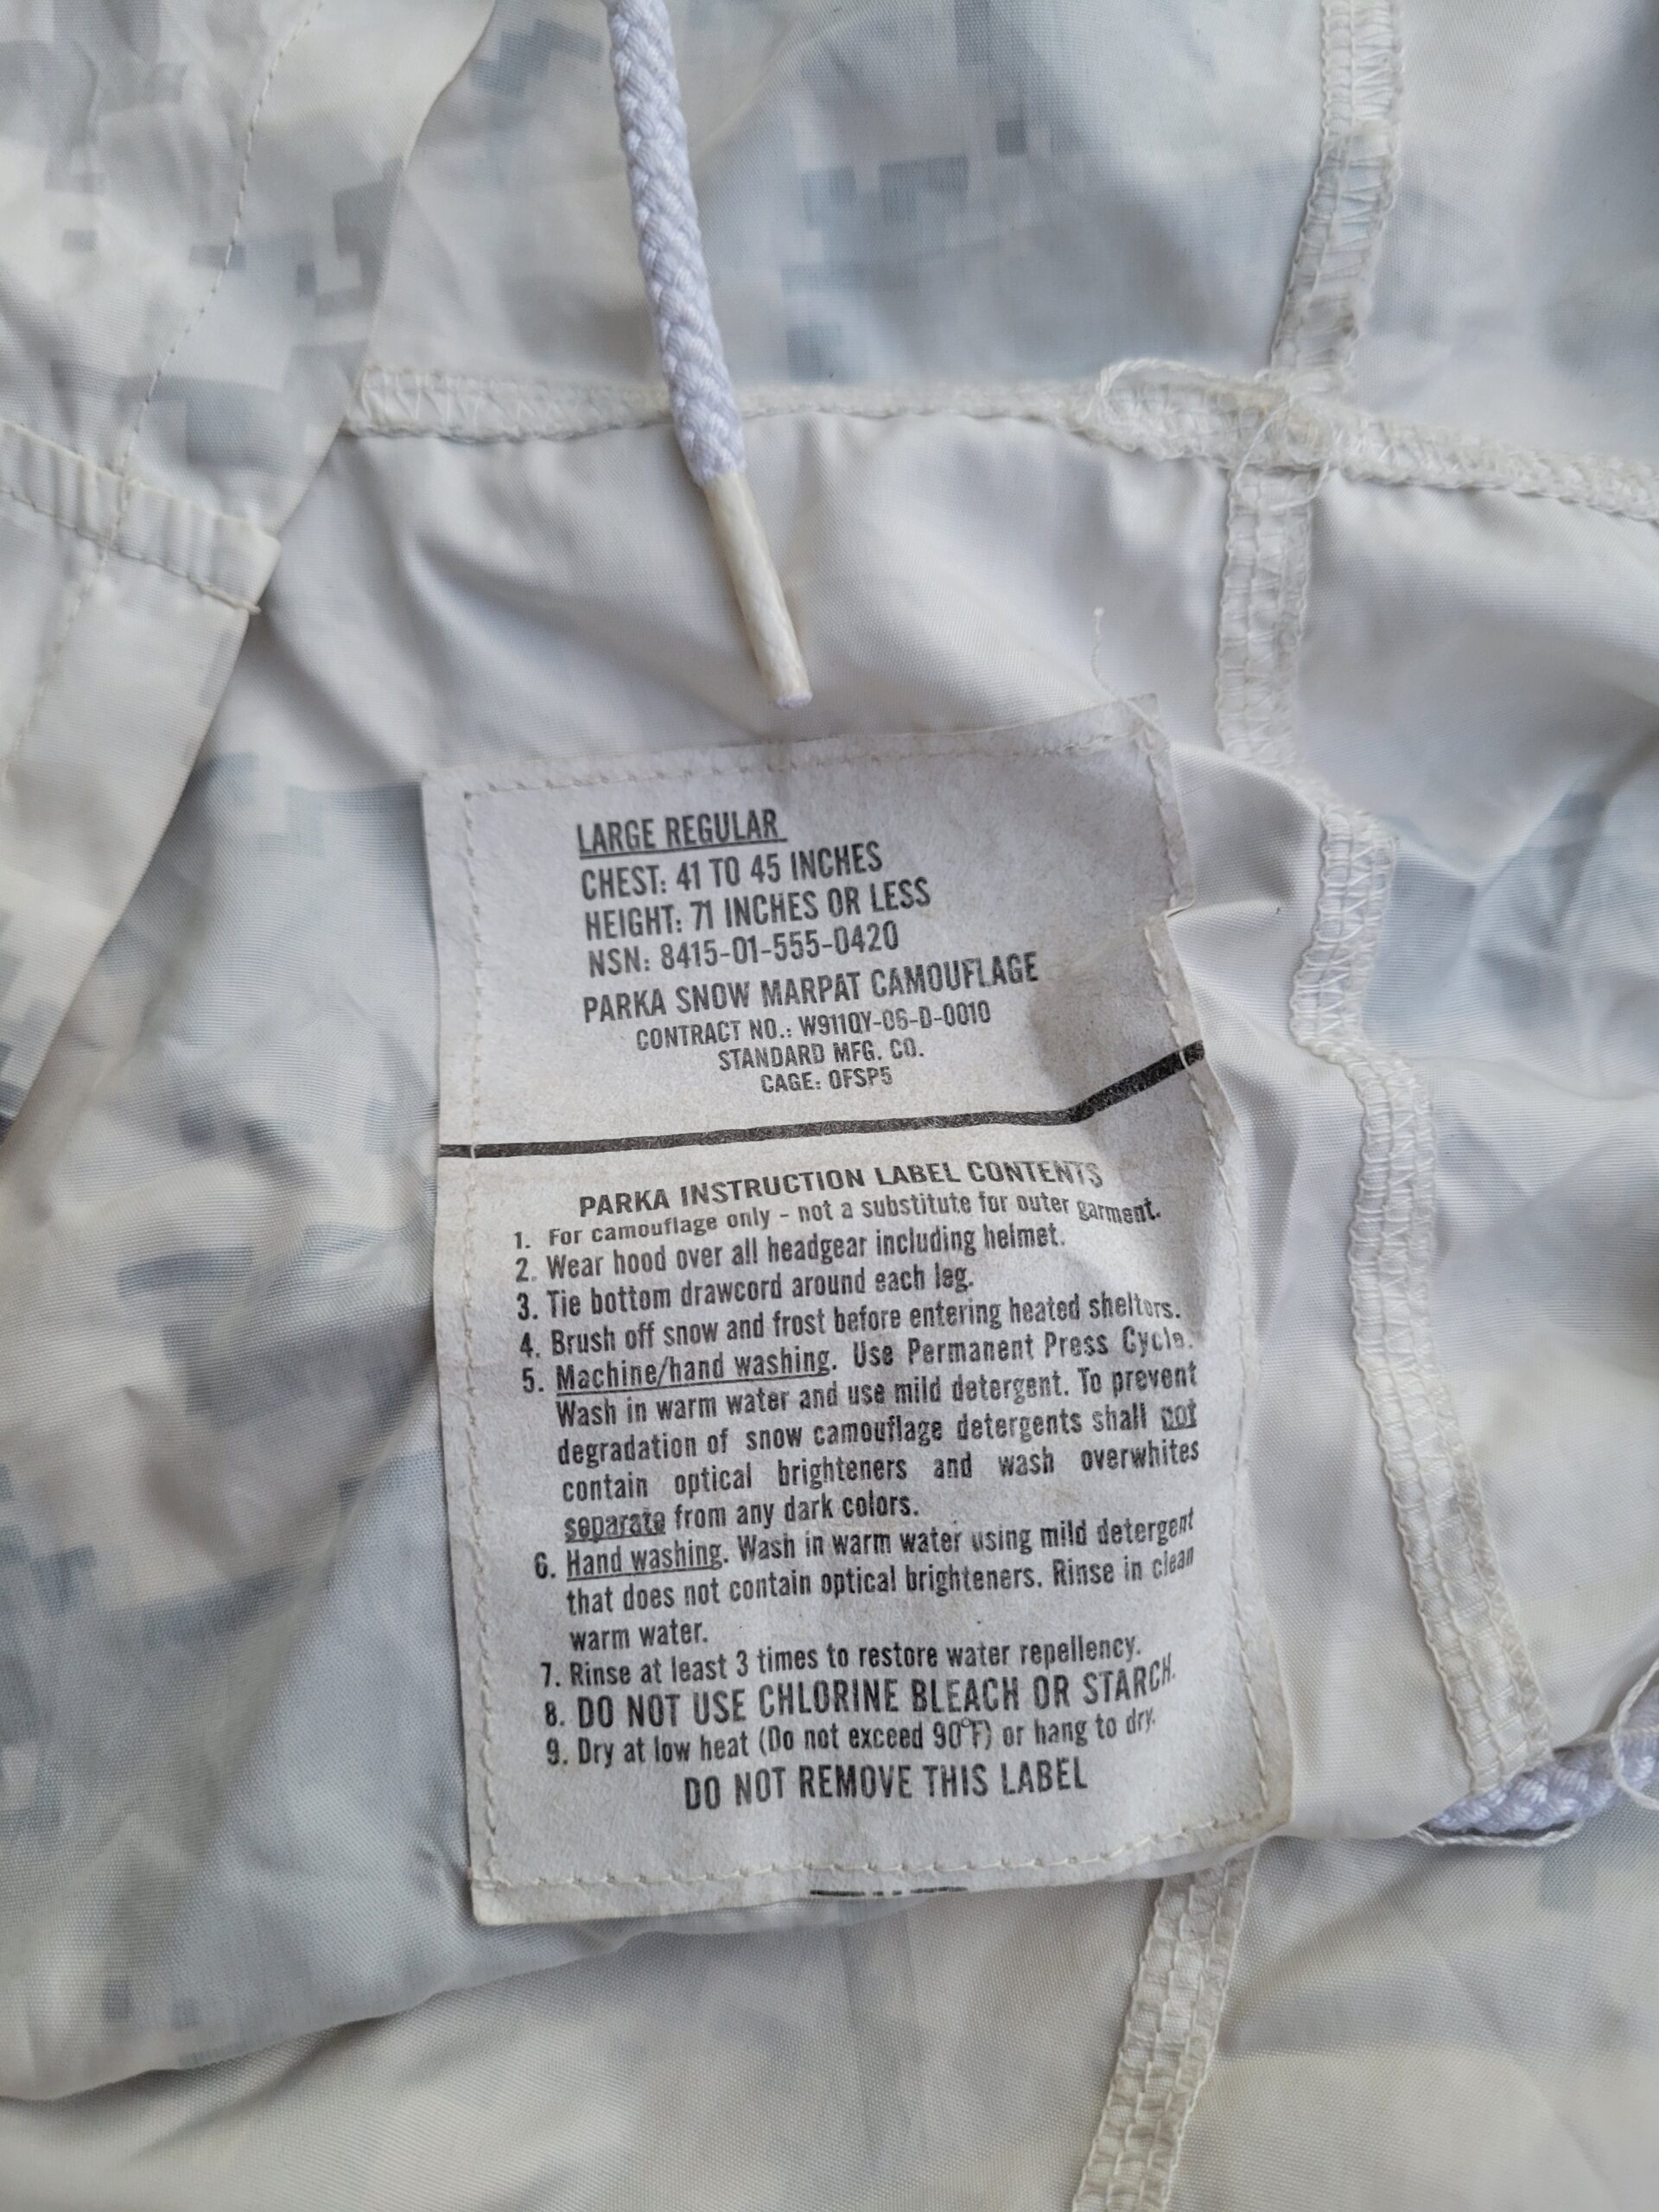 LARGE REGULAR
CHEST: 41 TO 45 INCHES
HEIGHT: 71 INCHES OR LESS
NSN: 8415-01-555-0420
PARKA SNOW MARPAT CAMOUFLAGE
CONTRACT NO.: W911QY-06-D-0010
STANDARD MFG. CO.
CAGE: 0FSP5
PARKA INSTRUCTION LABEL CONTENTS
1. For camouflage only - not a substitute for outer garment.
2. Wear hood over all headgear including helmet.
3. Tie bottom drawcord around each leg.
4. Brush off snow and frost before entering heated shelters.
5. Machine/hand washing. Use Permanent Press Cycle.
Wash in warm water and use mild detergent. To prevent
degradation of snow camouflage detergents shall not
contain optical brighteners and wash overwhites
separate from any dark colors.
6. Hand washing. Wash in warm water using mild detergent
that does not contain optical brighteners. Rinse in clean
warm water.
7. Rinse at least 3 times to restore water repellency.
8. DO NOT USE CHLORINE BLEACH OR STARCH.
9. Dry at low heat (Do not exceed 90°F) or hang to dry.
DO NOT REMOVE THIS LABEL